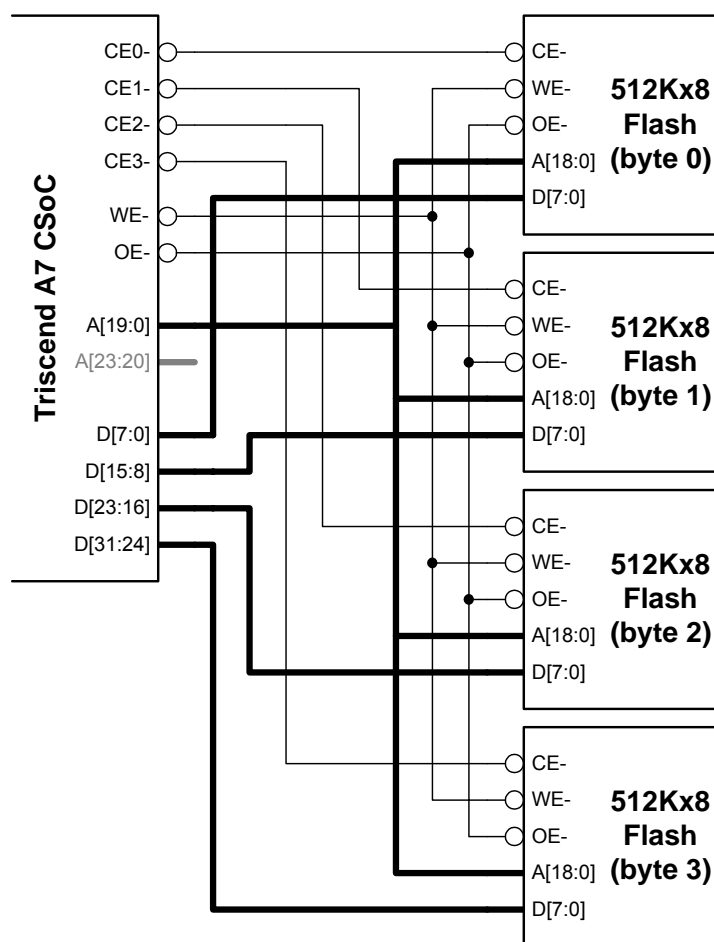 Triscend A7 CSoC
CE0-
CE1-
CE2-
CE3-
WE-
OE-
A[19:0]
A[23:20]
D[7:0]
D[15:8]
D[23:16]
D[31:24]
CE-
WE-
OE-
A[18:0]
D[7:0]
512Kx8
Flash
(byte 0)
CE-
WE-
OE-
A[18:0]
D[7:0]
512Kx8
Flash
(byte 1)
CE-
WE-
OE-
A[18:0]
D[7:0]
512Kx8
Flash
(byte 2)
CE-
WE-
OE-
A[18:0]
D[7:0]
512Kx8
Flash
(byte 3)